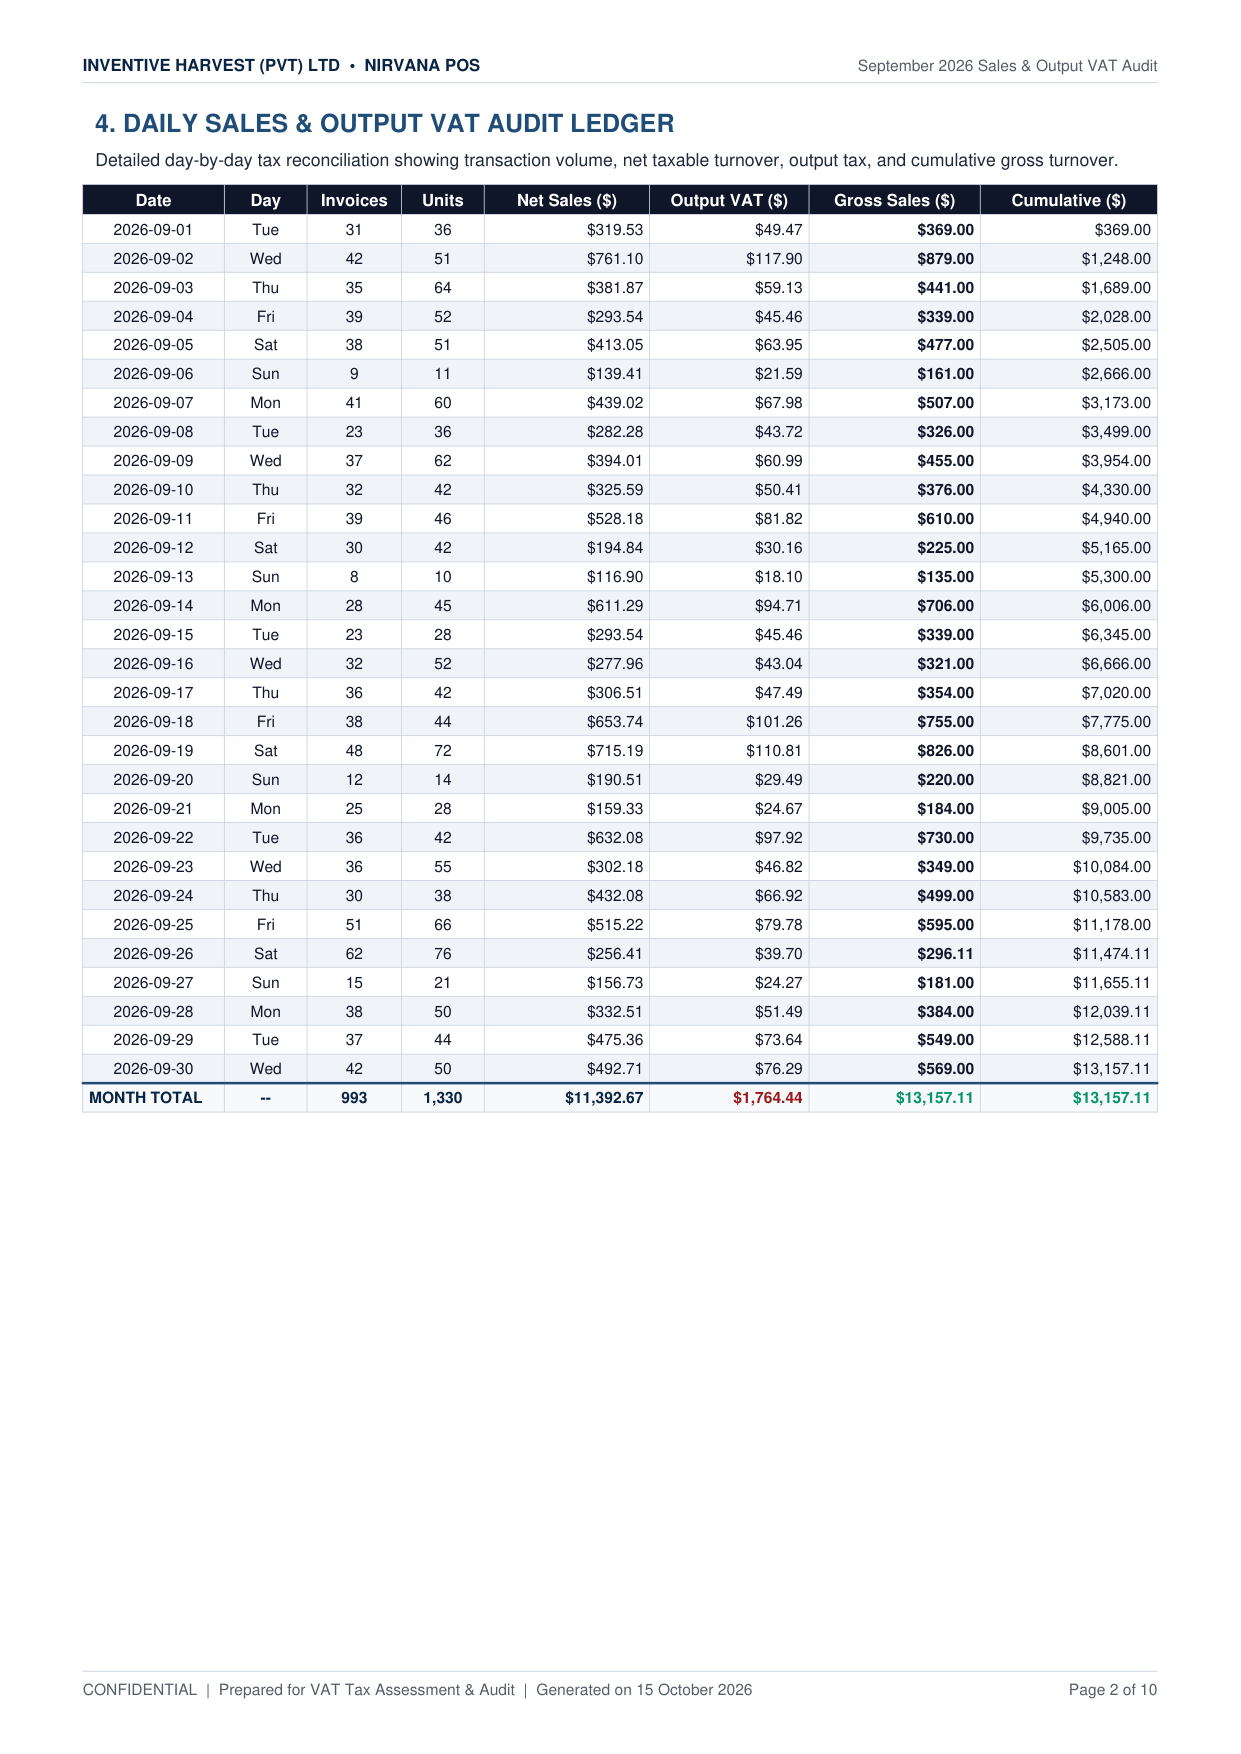 INVENTIVE HARVEST (PVT) LTD • NIRVANA POS September 2026 Sales & Output VAT Audit
4. DAILY SALES & OUTPUT VAT AUDIT LEDGER
Detailed day-by-day tax reconciliation showing transaction volume, net taxable turnover, output tax, and cumulative gross turnover.
Date Day Invoices Units Net Sales ($) Output VAT ($) Gross Sales ($) Cumulative ($)
2026-09-01 Tue 31 36 $319.53 $49.47 $369.00 $369.00
2026-09-02 Wed 42 51 $761.10 $117.90 $879.00 $1,248.00
2026-09-03 Thu 35 64 $381.87 $59.13 $441.00 $1,689.00
2026-09-04 Fri 39 52 $293.54 $45.46 $339.00 $2,028.00
2026-09-05 Sat 38 51 $413.05 $63.95 $477.00 $2,505.00
2026-09-06 Sun 9 11 $139.41 $21.59 $161.00 $2,666.00
2026-09-07 Mon 41 60 $439.02 $67.98 $507.00 $3,173.00
2026-09-08 Tue 23 36 $282.28 $43.72 $326.00 $3,499.00
2026-09-09 Wed 37 62 $394.01 $60.99 $455.00 $3,954.00
2026-09-10 Thu 32 42 $325.59 $50.41 $376.00 $4,330.00
2026-09-11 Fri 39 46 $528.18 $81.82 $610.00 $4,940.00
2026-09-12 Sat 30 42 $194.84 $30.16 $225.00 $5,165.00
2026-09-13 Sun 8 10 $116.90 $18.10 $135.00 $5,300.00
2026-09-14 Mon 28 45 $611.29 $94.71 $706.00 $6,006.00
2026-09-15 Tue 23 28 $293.54 $45.46 $339.00 $6,345.00
2026-09-16 Wed 32 52 $277.96 $43.04 $321.00 $6,666.00
2026-09-17 Thu 36 42 $306.51 $47.49 $354.00 $7,020.00
2026-09-18 Fri 38 44 $653.74 $101.26 $755.00 $7,775.00
2026-09-19 Sat 48 72 $715.19 $110.81 $826.00 $8,601.00
2026-09-20 Sun 12 14 $190.51 $29.49 $220.00 $8,821.00
2026-09-21 Mon 25 28 $159.33 $24.67 $184.00 $9,005.00
2026-09-22 Tue 36 42 $632.08 $97.92 $730.00 $9,735.00
2026-09-23 Wed 36 55 $302.18 $46.82 $349.00 $10,084.00
2026-09-24 Thu 30 38 $432.08 $66.92 $499.00 $10,583.00
2026-09-25 Fri 51 66 $515.22 $79.78 $595.00 $11,178.00
2026-09-26 Sat 62 76 $256.41 $39.70 $296.11 $11,474.11
2026-09-27 Sun 15 21 $156.73 $24.27 $181.00 $11,655.11
2026-09-28 Mon 38 50 $332.51 $51.49 $384.00 $12,039.11
2026-09-29 Tue 37 44 $475.36 $73.64 $549.00 $12,588.11
2026-09-30 Wed 42 50 $492.71 $76.29 $569.00 $13,157.11
MONTH TOTAL -- 993 1,330 $11,392.67 $1,764.44 $13,157.11 $13,157.11
CONFIDENTIAL | Prepared for VAT Tax Assessment & Audit | Generated on 15 October 2026 Page 2 of 10